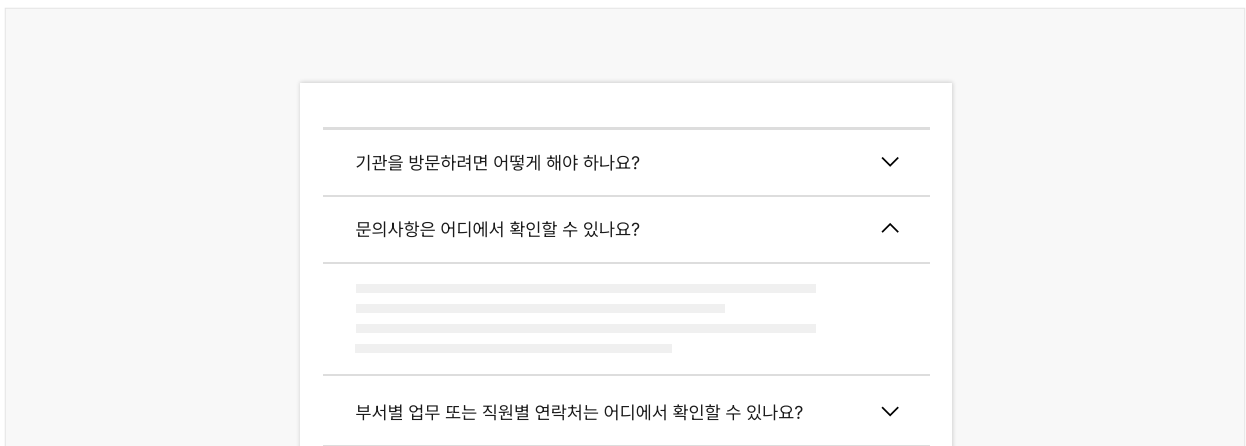 기관을 방문하려면 어떻게 해야 하나요?
문의사항은 어디에서 확인할 수 있나요?
부서별 업무 또는 직원별 연락처는 어디에서 확인할 수 있나요?